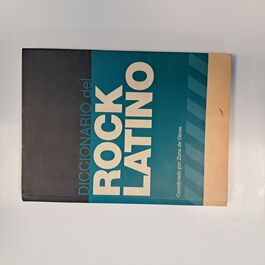 DICCIONARIO del
ROCK
LATINO
Coordinado por Zona de Obras